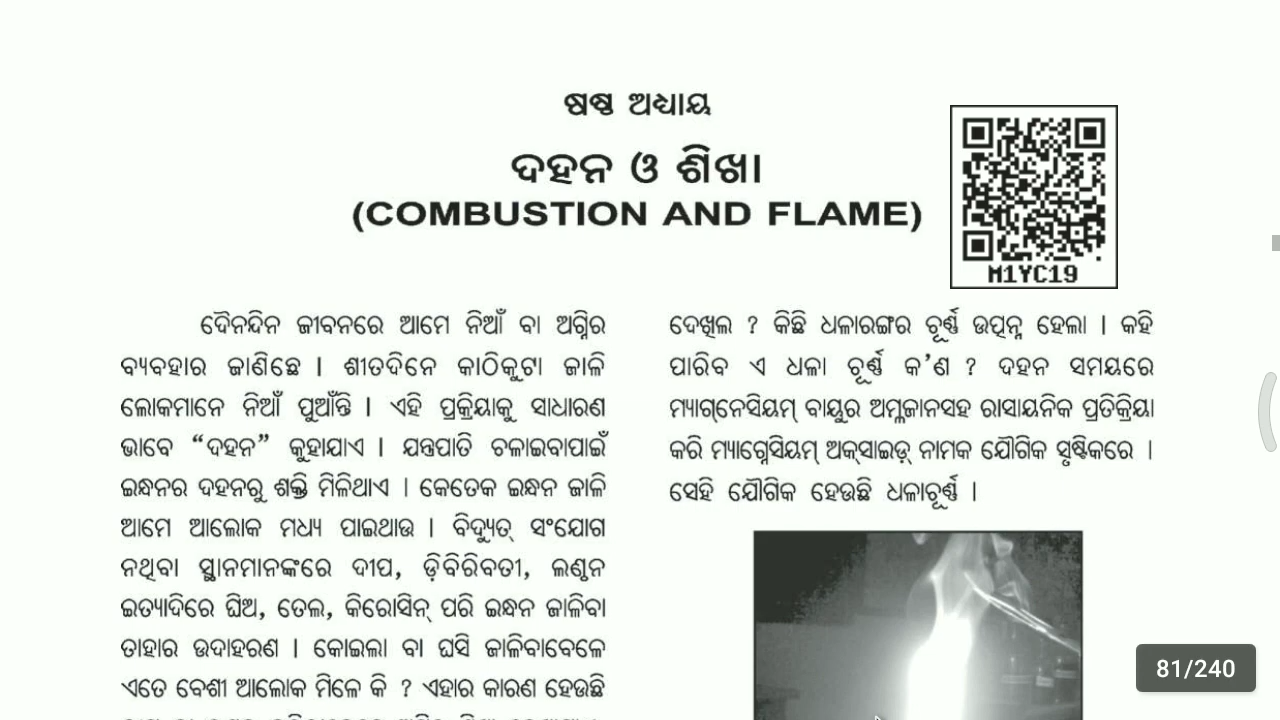 ଷଷ୍ଠ ଅଧ୍ୟାୟ
ଦହନ ଓ ଶିଖା
(COMBUSTION AND FLAME)
M1YC19
ଦୈନନ୍ଦିନ ଜୀବନରେ ଆମେ ନିଆଁ ବା ଅଗ୍ନିର
ବ୍ୟବହାର ଜାଣିଛେ । ଶୀତଦିନେ କାଠିକୁଟା ଜାଳି
ଲୋକମାନେ ନିଆଁ ପୁଆଁନ୍ତି । ଏହି ପ୍ରକ୍ରିୟାକୁ ସାଧାରଣ
ଭାବେ “ଦହନ” କୁହାଯାଏ । ଯନ୍ତ୍ରପାତି ଚଳାଇବାପାଇଁ
ଇନ୍ଧନର ଦହନରୁ ଶକ୍ତି ମିଳିଥାଏ । କେତେକ ଇନ୍ଧନ ଜାଳି
ଆମେ ଆଲୋକ ମଧ୍ୟ ପାଇଥାଉ । ବିଦ୍ୟୁତ୍ ସଂଯୋଗ
ନଥିବା ସ୍ଥାନମାନଙ୍କରେ ଦୀପ, ଡ଼ିବିରିବତୀ, ଲଣ୍ଠନ
ଇତ୍ୟାଦିରେ ଘିଅ, ତେଲ, କିରୋସିନ୍ ପରି ଇନ୍ଧନ ଜାଳିବା
ତାହାର ଉଦାହରଣ । କୋଇଲା ବା ଘସି ଜାଳିବାବେଳେ
ଏତେ ବେଶୀ ଆଲୋକ ମିଳେ କି ? ଏହାର କାରଣ ହେଉଛି
ଦେଖିଲ ? କିଛି ଧଳାରଙ୍ଗର ଚୂର୍ଣ୍ଣ ଉତ୍ପନ୍ନ ହେଲା । କହି
ପାରିବ ଏ ଧଳା ଚୂର୍ଣ୍ଣ କ’ଣ ? ଦହନ ସମୟରେ
ମ୍ୟାଗ୍‌ନେସିୟମ୍ ବାୟୁର ଅମ୍ଳଜାନସହ ରାସାୟନିକ ପ୍ରତିକ୍ରିୟା
କରି ମ୍ୟାଗ୍ନେସିୟମ୍ ଅକ୍‌ସାଇଡ଼୍ ନାମକ ଯୌଗିକ ସୃଷ୍ଟିକରେ ।
ସେହି ଯୌଗିକ ହେଉଛି ଧଳାଚୂର୍ଣ୍ଣ ।
81/240